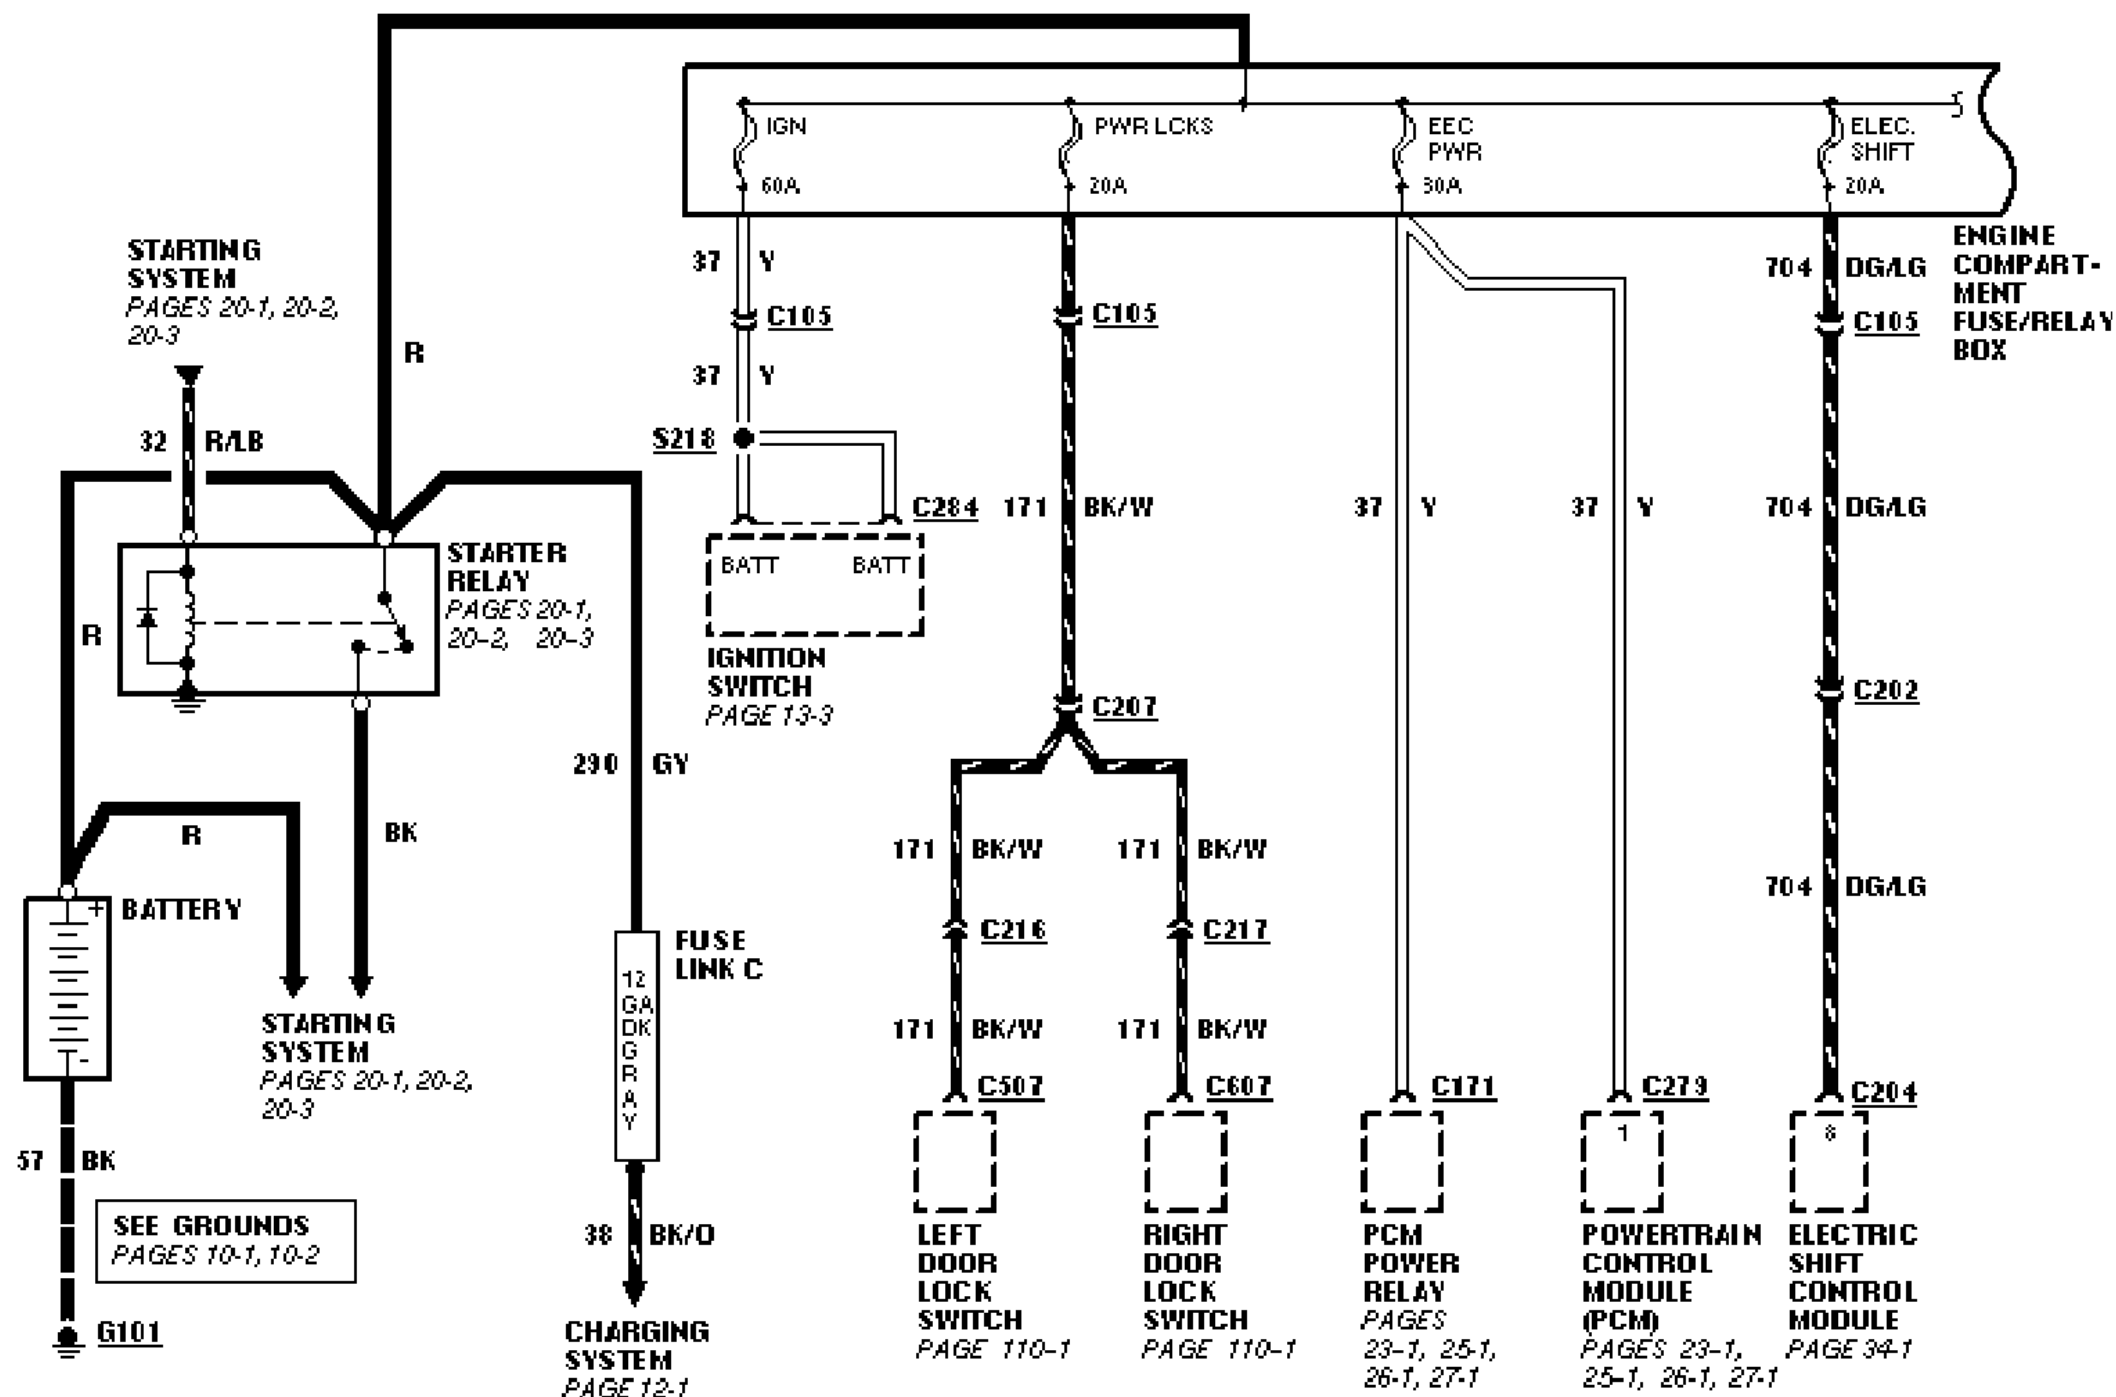 IGN
PWR LCKS
EEC
PWR
ELEC.
SHIFT
60A
20A
30A
20A
ENGINE
COMPART-
MENT
FUSE/RELAY
BOX
STARTING
SYSTEM
PAGES 20-1, 20-2,
20-3
R
37 Y
C105
C105
704 DG/LG
C105
37 Y
32 R/LB
S218
C284
171 BK/W
37 Y
37 Y
704 DG/LG
STARTER
RELAY
PAGES 20-1,
20-2, 20-3
BATT BATT
R
IGNITION
SWITCH
PAGE 13-3
C207
C202
290 GY
R
BK
171 BK/W
171 BK/W
704 DG/LG
+ BATTERY
-
C216
C217
FUSE
LINK C
12
GA
DK
G
R
A
Y
STARTING
SYSTEM
PAGES 20-1, 20-2,
20-3
171 BK/W
171 BK/W
C507
C607
C171
C279
C204
1
8
57 BK
SEE GROUNDS
PAGES 10-1, 10-2
G101
38 BK/O
CHARGING
SYSTEM
PAGE 12-1
LEFT
DOOR
LOCK
SWITCH
PAGE 110-1
RIGHT
DOOR
LOCK
SWITCH
PAGE 110-1
PCM
POWER
RELAY
PAGES
23-1, 25-1,
26-1, 27-1
POWERTRAIN
CONTROL
MODULE
(PCM)
PAGES 23-1,
25-1, 26-1, 27-1
ELECTRIC
SHIFT
CONTROL
MODULE
PAGE 34-1